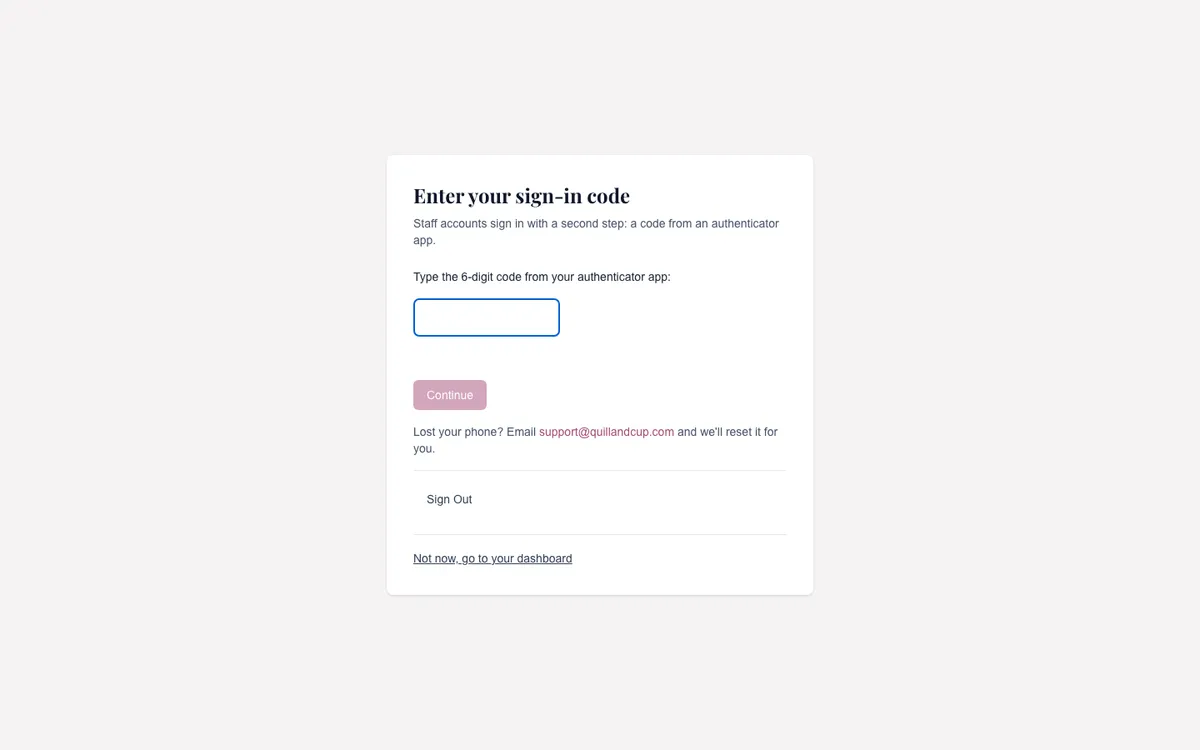 Enter your sign-in code
Staff accounts sign in with a second step: a code from an authenticator
app.
Type the 6-digit code from your authenticator app:
Continue
Lost your phone? Email support@quillandcup.com and we'll reset it for
you.
Sign Out
Not now, go to your dashboard